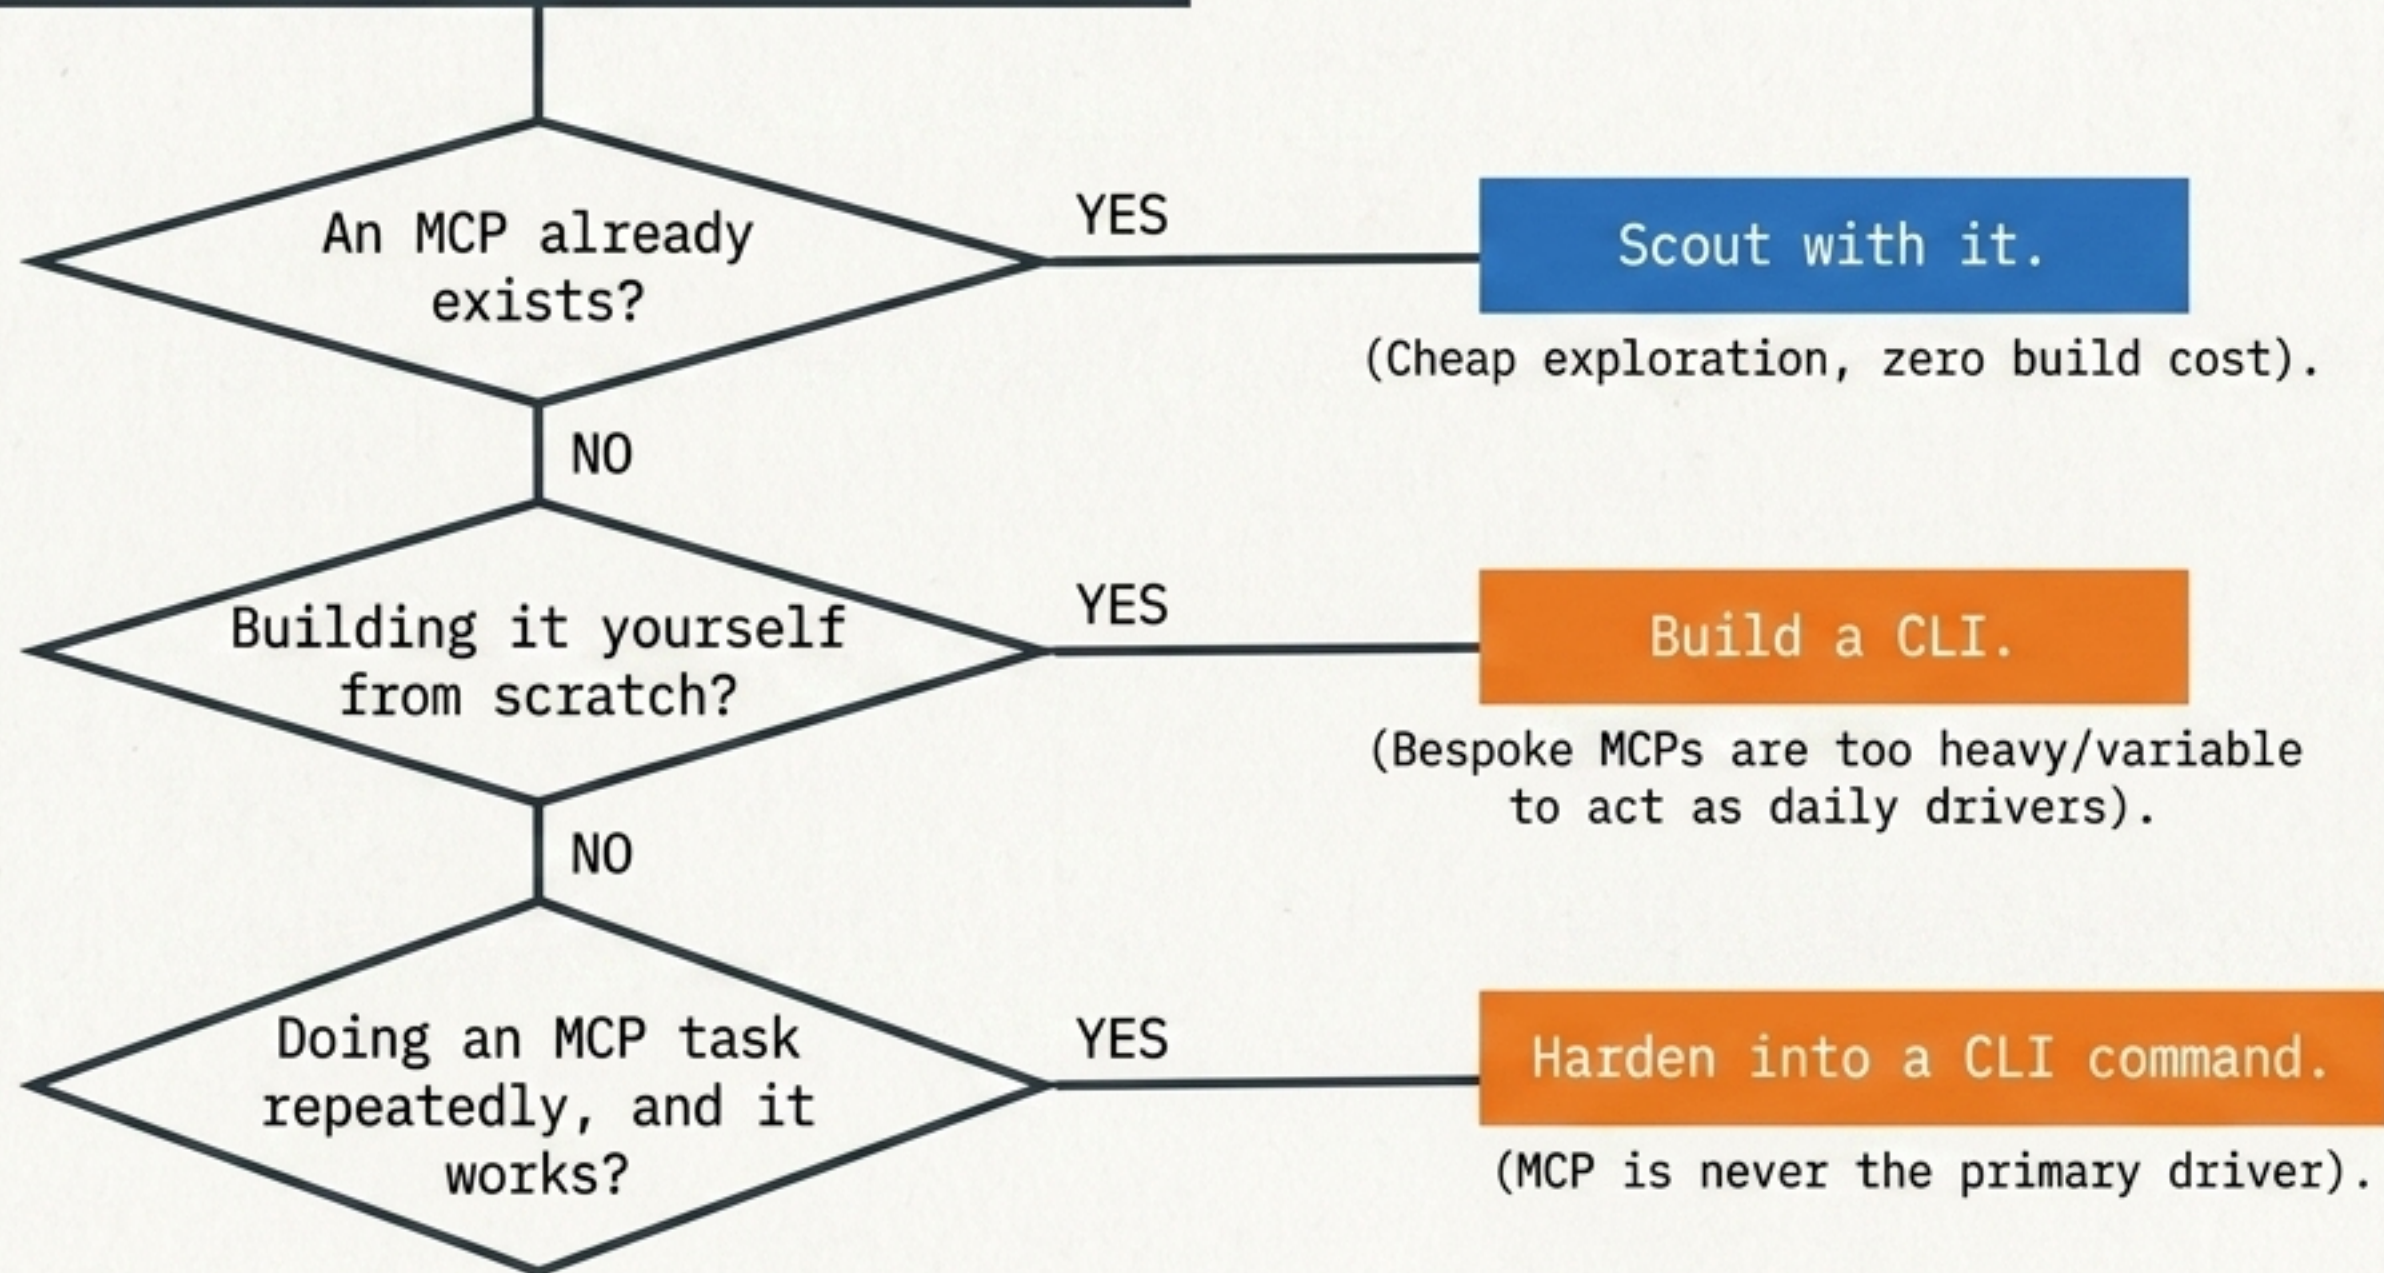 An MCP already
exists?
YES
Scout with it.
(Cheap exploration, zero build cost).
NO
Building it yourself
from scratch?
YES
Build a CLI.
(Bespoke MCPs are too heavy/variable
to act as daily drivers).
NO
Doing an MCP task
repeatedly, and it
works?
YES
Harden into a CLI command.
(MCP is never the primary driver).